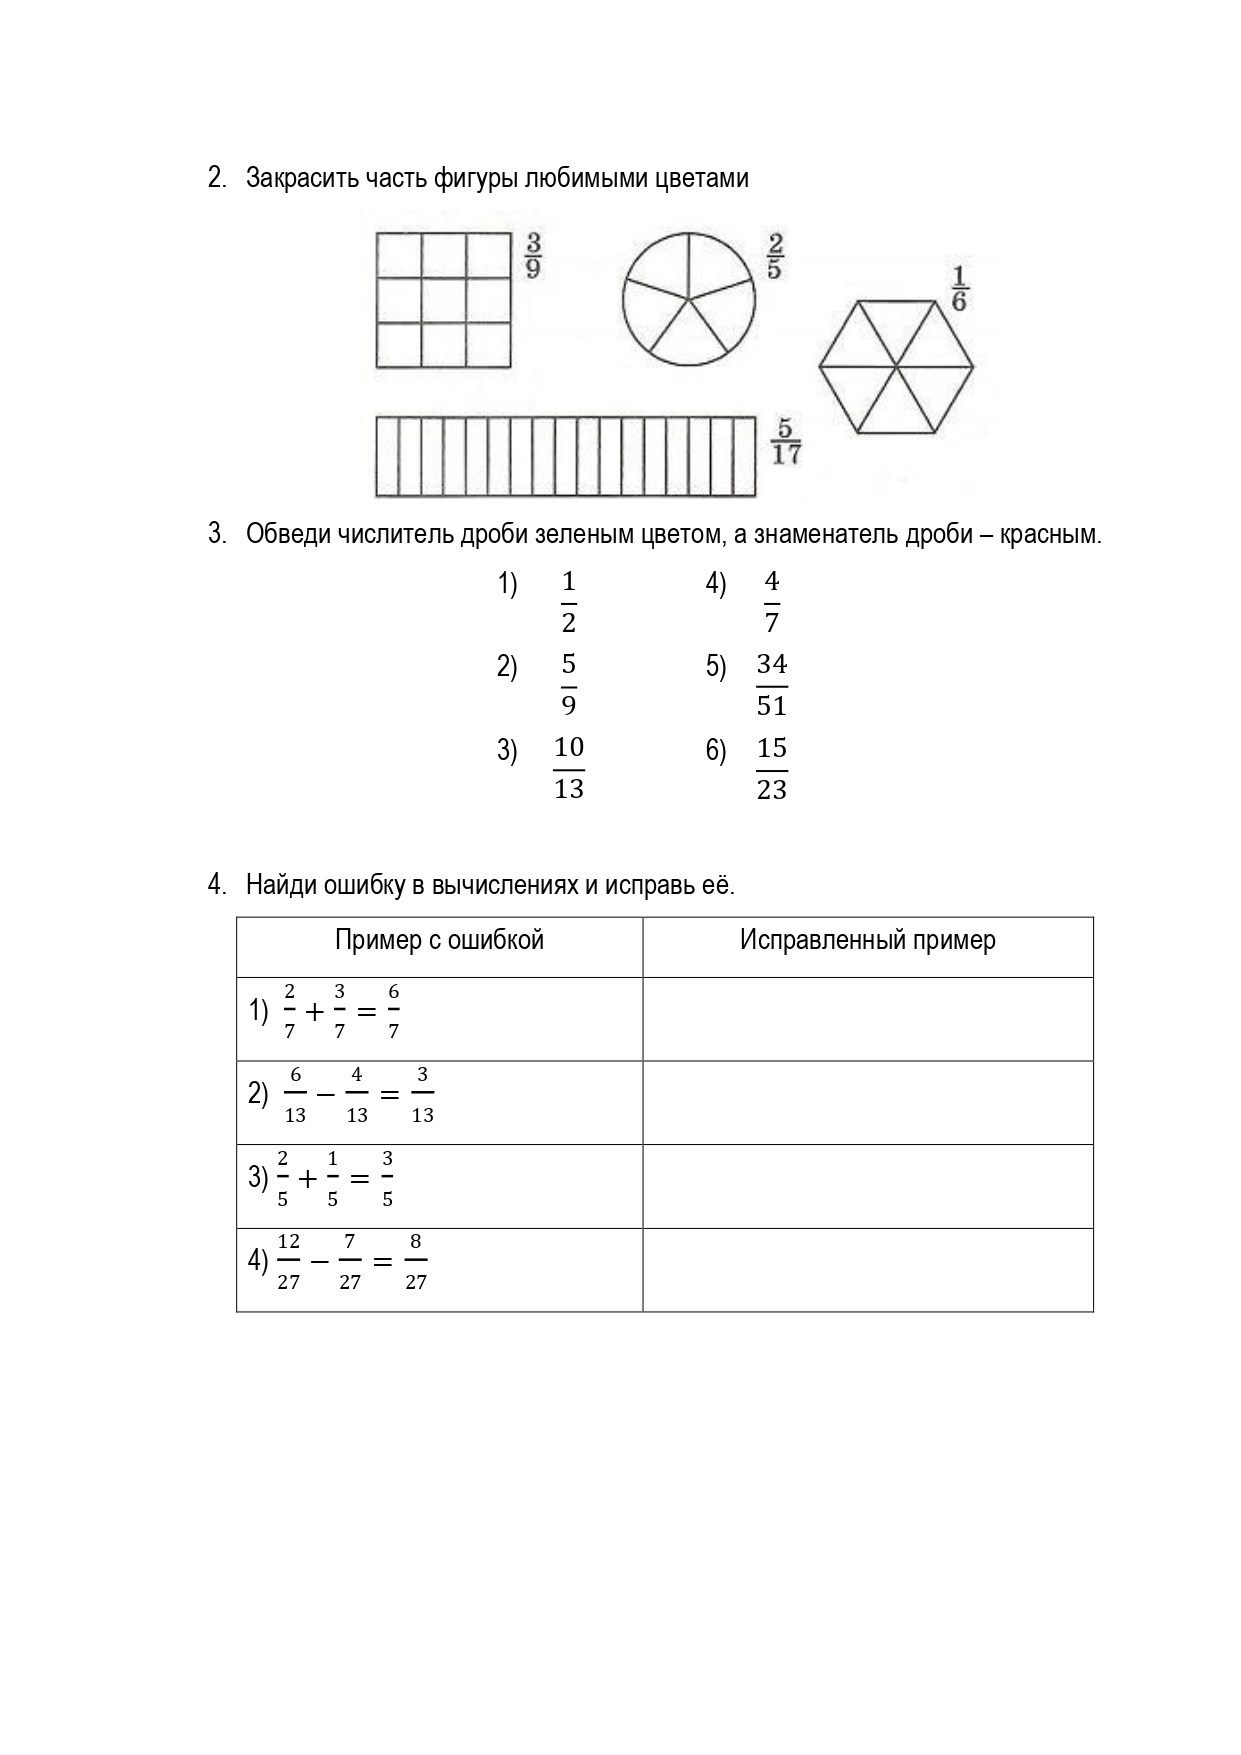 2. Закрасить часть фигуры любимыми цветами
3/9
2/5
1/6
5/17
3. Обведи числитель дроби зеленым цветом, а знаменатель дроби – красным.
1) 1/2 4) 4/7
2) 5/9 5) 34/51
3) 10/13 6) 15/23
4. Найди ошибку в вычислениях и исправь её.
Пример с ошибкой Исправленный пример
1) 2/7 + 3/7 = 6/7
2) 6/13 − 4/13 = 3/13
3) 2/5 + 1/5 = 3/5
4) 12/27 − 7/27 = 8/27